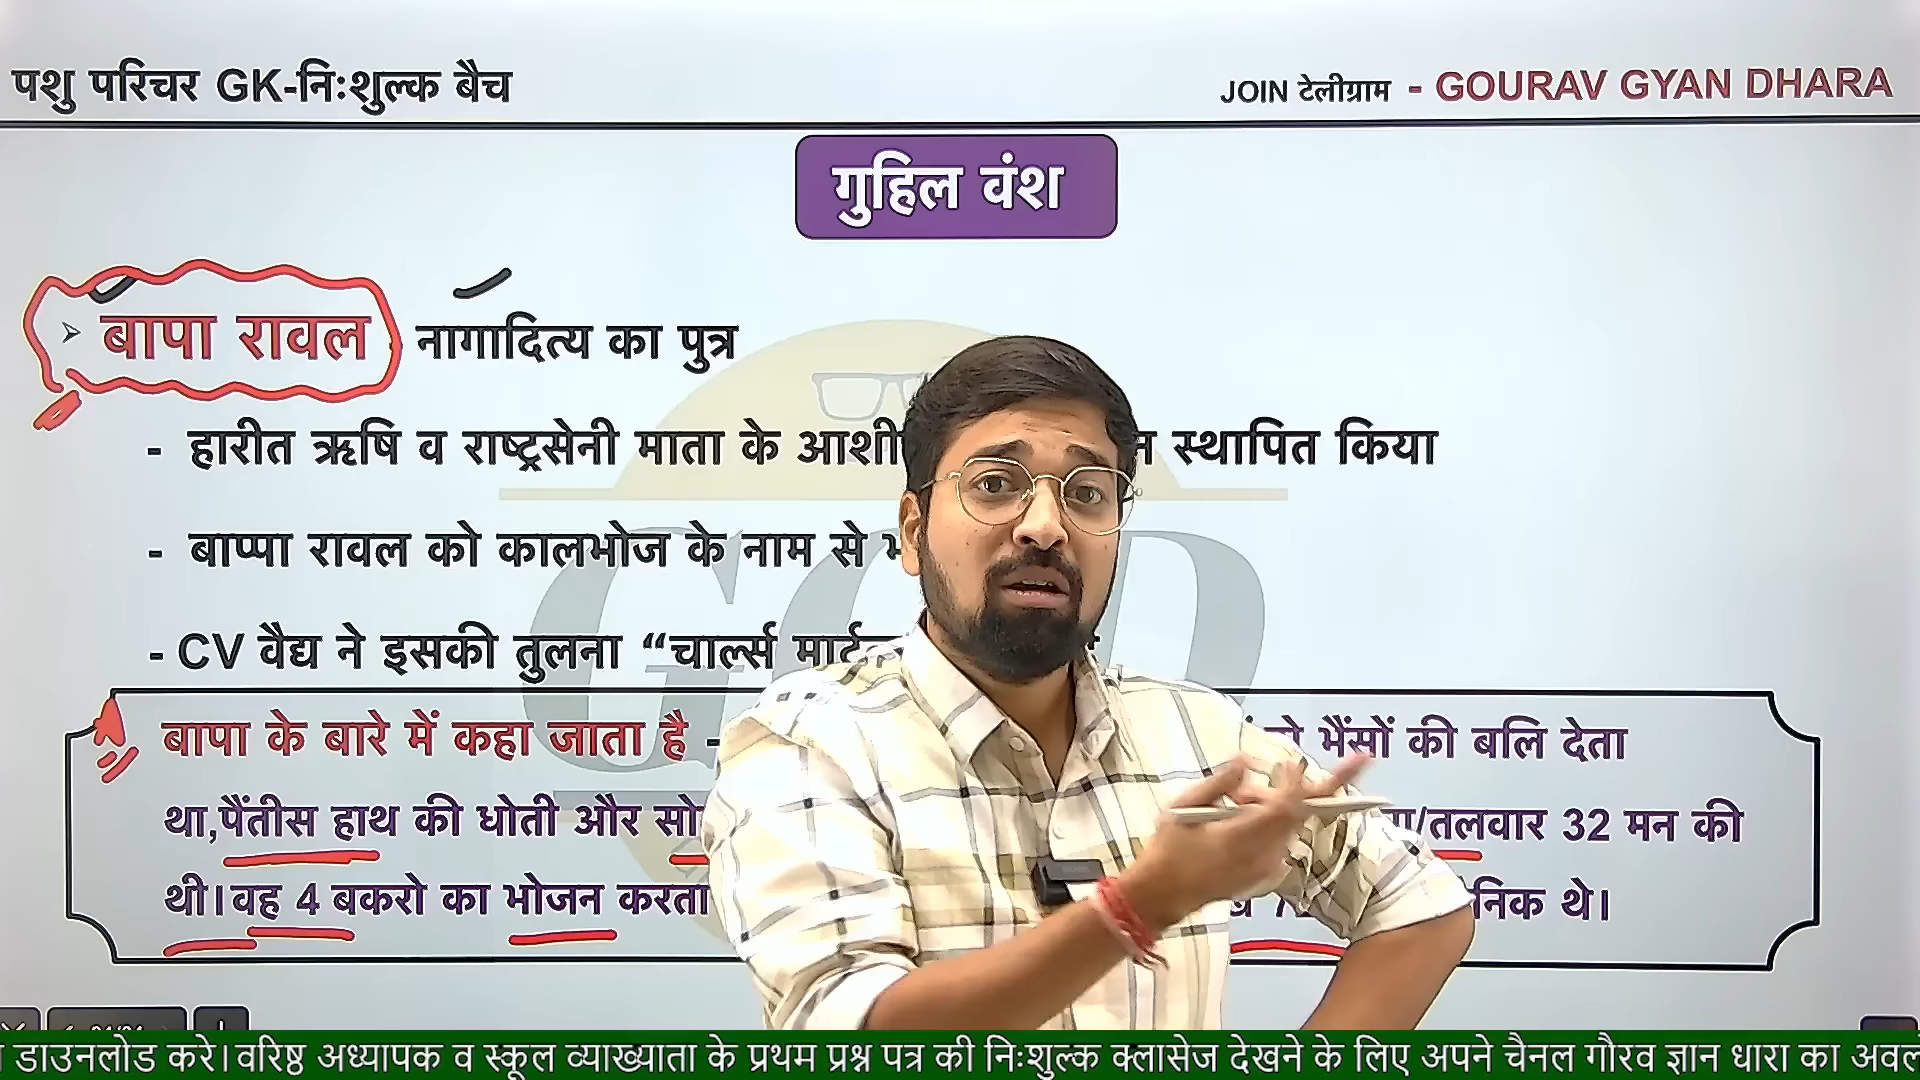 पशु परिचर GK-निःशुल्क बैच
JOIN टेलीग्राम - GOURAV GYAN DHARA
गुहिल वंश
➢ बापा रावल नागादित्य का पुत्र
- हारीत ऋषि व राष्ट्रसेनी माता के स्थापित किया
- बाप्पा रावल को कालभोज के नाम से
- CV वैद्य ने इसकी तुलना “चार्ल्स
बापा के बारे में कहा जाता है - भैंसों की बलि देता
था,पैंतीस हाथ की धोती और /तलवार 32 मन की
थी।वह 4 बकरो का भोजन करता थे।
डाउनलोड करे।वरिष्ठ अध्यापक व स्कूल व्याख्याता के प्रथम प्रश्न पत्र की निःशुल्क क्लासेज देखने के लिए अपने चैनल गौरव ज्ञान धारा का